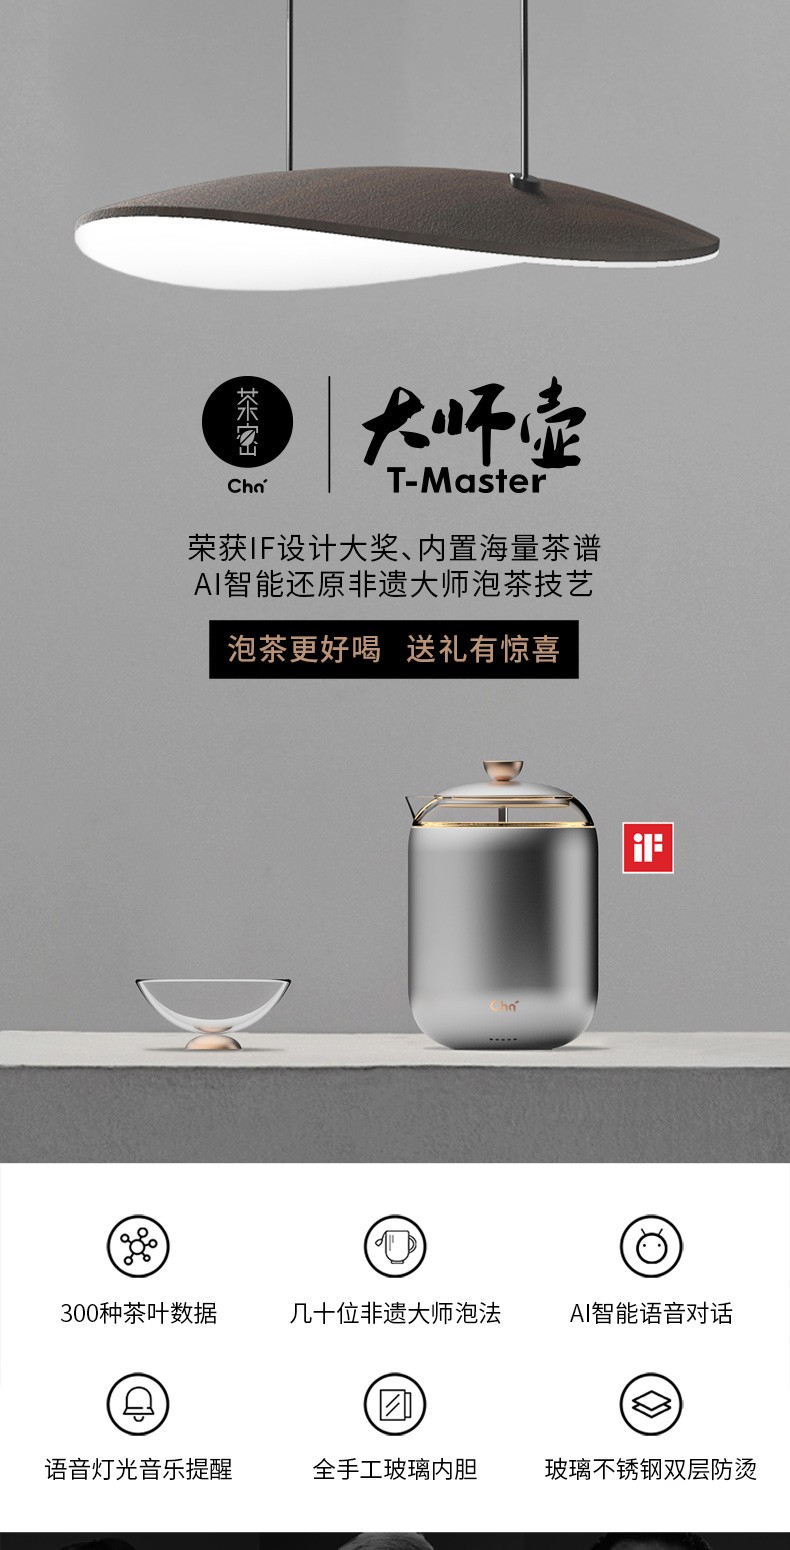 茶密
Cha
大师壶
T-Master
荣获IF设计大奖、内置海量茶谱
AI智能还原非遗大师泡茶技艺
泡茶更好喝 送礼有惊喜
iF
Cha
300种茶叶数据
几十位非遗大师泡法
AI智能语音对话
语音灯光音乐提醒
全手工玻璃内胆
玻璃不锈钢双层防烫